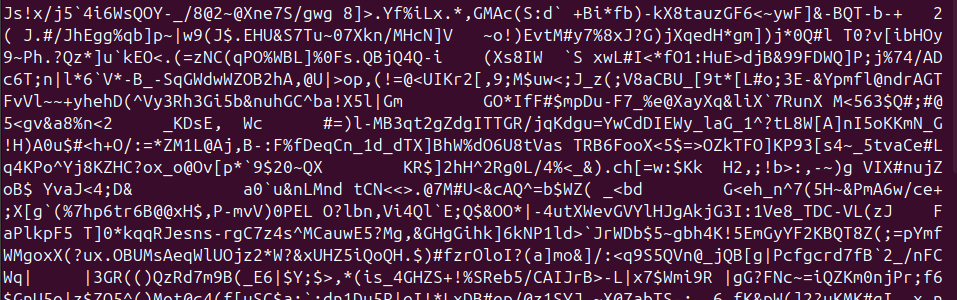 Js!x/j5`4i6WsQOY-_/8@2~@Xne7S/gwg 8]>.Yf%iLx.*,GMAc(S:d` +Bi*fb)-kX8tauzGF6<~ywF]&-BQT-b-+   2
( J.#/JhEgg%qb]p~|w9(J$.EHU&S7Tu~07Xkn/MHcN]V   ~o!)EvtM#y7%8xJ?G)jXqedH*gm])j*0Q#l T0?v[ibHOy
9~Ph.?Qz*]u`kEO<.(=zNC(qPO%WBL]%0Fs.QBjQ4Q-i    (Xs8IW  `S xwL#I<*fO1:HuE>djB&99FDWQ]P;j%74/AD
c6T;n|l*6`V*-B_-SqGWdwWZOB2hA,@U|>op,(!=@<UIKr2[,9;M$uw<;J_z(;V8aCBU_[9t*[L#o;3E-&Ypmfl@ndrAGT
FvVl~~+yhehD(^Vy3Rh3Gi5b&nuhGC^ba!X5l|Gm        GO*IfF#$mpDu-F7_%e@XayXq&liX`7RunX M<563$Q#;#@
5<gv&a8%n<2     _KDsE,  Wc      #=)l-MB3qt2gZdgITTGR/jqKdgu=YwCdDIEWy_laG_1^?tL8W[A]nI5oKKmN_G
!H)A0u$#<h+O/:=*ZM1L@Aj,B-:F%fDeqCn_1d_dTX]BhW%dO6U8tVas TRB6FooX<5$=>OZkTFO]KP93[s4~_5tvaCe#L
q4KPo^Yj8KZHC?ox_o@Ov[p*`9$20~QX        KR$]2hH^2Rg0L/4%<_&).ch[=w:$Kk  H2,;!b>:,-~)g VIX#nujZ
oB$ YvaJ<4;D&   a0`u&nLMnd tCN<<>.@7M#U<&cAQ^=b$WZ( _<bd        G<eh_n^7(5H~&PmA6w/ce+
;X[g`(%7hp6tr6B@@xH$,P-mvV)0PEL O?lbn,Vi4Ql`E;Q$&OO*|-4utXWevGVYlHJgAkjG3I:1Ve8_TDC-VL(zJ       F
aPlkpF5 T]0*kqqRJesns-rgC7z4s^MCauwE5?Mg,&GHgGihk]6kNP1ld>`JrWDb$5~gbh4K!5EmGyYF2KBQT8Z(;=pYmf
WMgoxX(?ux.OBUMsAeqWlUOjz2*W?&xUHZ5iQoQH.$)#fzrOloI?(a]mo&]/:<q9S5QVn@_jQB[g|Pcfgcrd7fB`2_/nFC
Wq|     |3GR(()QzRd7m9B(_E6|$Y;$>,*(is_4GHZS+!%SReb5/CAIJrB>-L|x7$Wmi9R |gG?FNc~=iQZKm0njPr;f6